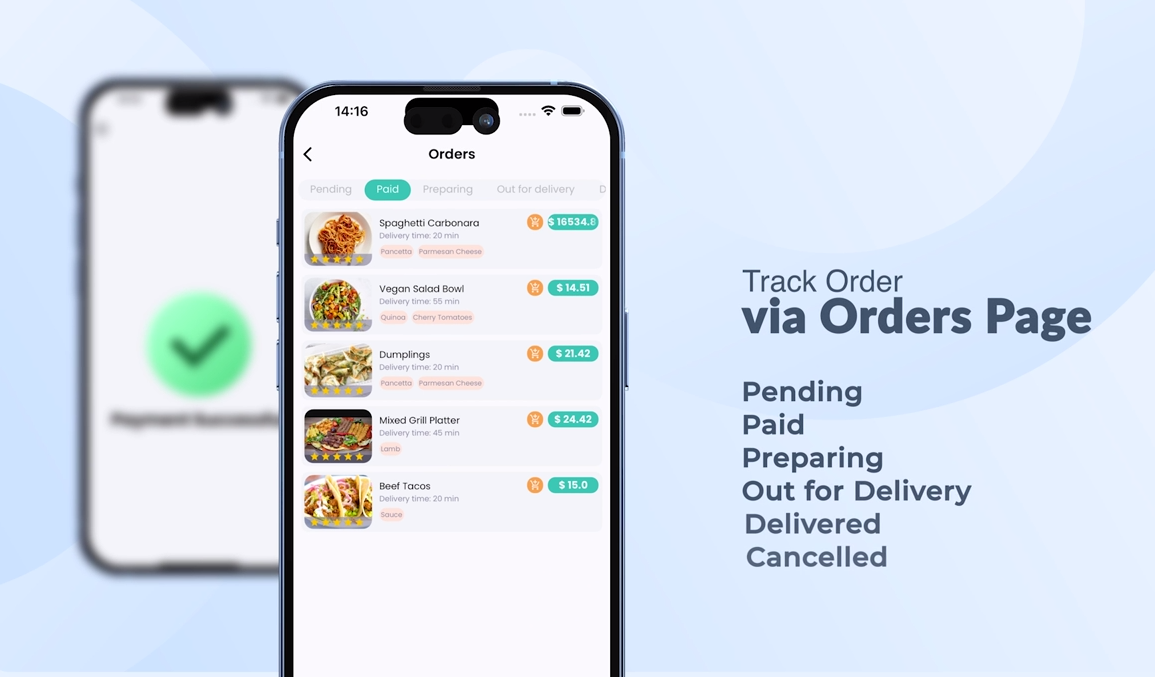 14:16
Orders
Pending Paid Preparing Out for delivery D
Spaghetti Carbonara $ 16534.8
Delivery time: 20 min
Pancetta Parmesan Cheese
Vegan Salad Bowl $ 14.51
Delivery time: 55 min
Quinoa Cherry Tomatoes
Dumplings $ 21.42
Delivery time: 20 min
Pancetta Parmesan Cheese
Mixed Grill Platter $ 24.42
Delivery time: 45 min
Lamb
Beef Tacos $ 15.0
Delivery time: 20 min
Sauce
Payment Successfu
Track Order
via Orders Page
Pending
Paid
Preparing
Out for Delivery
Delivered
Cancelled